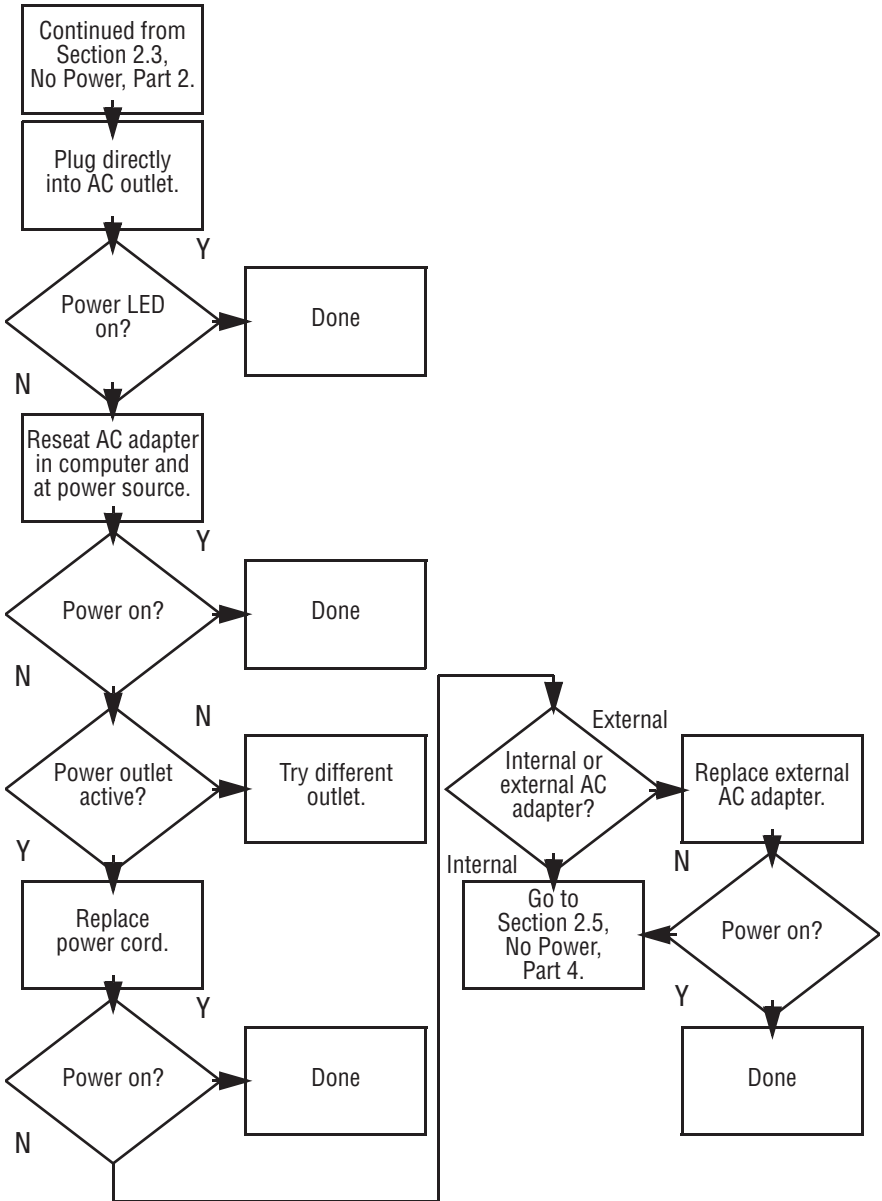 Continued from
Section 2.3,
No Power, Part 2.
Plug directly
into AC outlet.
Y
Power LED
on?
Done
N
Reseat AC adapter
in computer and
at power source.
Y
Power on?
Done
N
N
Power outlet
active?
Try different
outlet.
Y
Replace
power cord.
Y
Power on?
Done
N
External
Internal or
external AC
adapter?
Replace external
AC adapter.
Internal
N
Go to
Section 2.5,
No Power,
Part 4.
Power on?
Y
Done